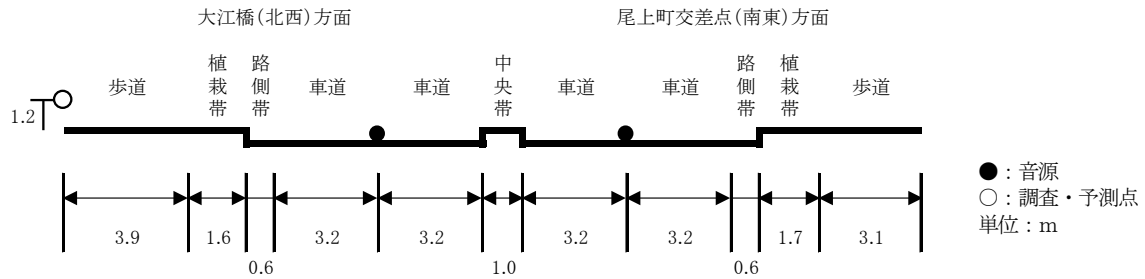 大江橋(北西)方面
尾上町交差点(南東)方面
歩道
植栽帯
路側帯
車道
車道
中央帯
車道
車道
路側帯
植栽帯
歩道
1.2
●:音源
○:調査・予測点
単位:m
3.9
1.6
3.2
3.2
3.2
3.2
1.7
3.1
0.6
1.0
0.6